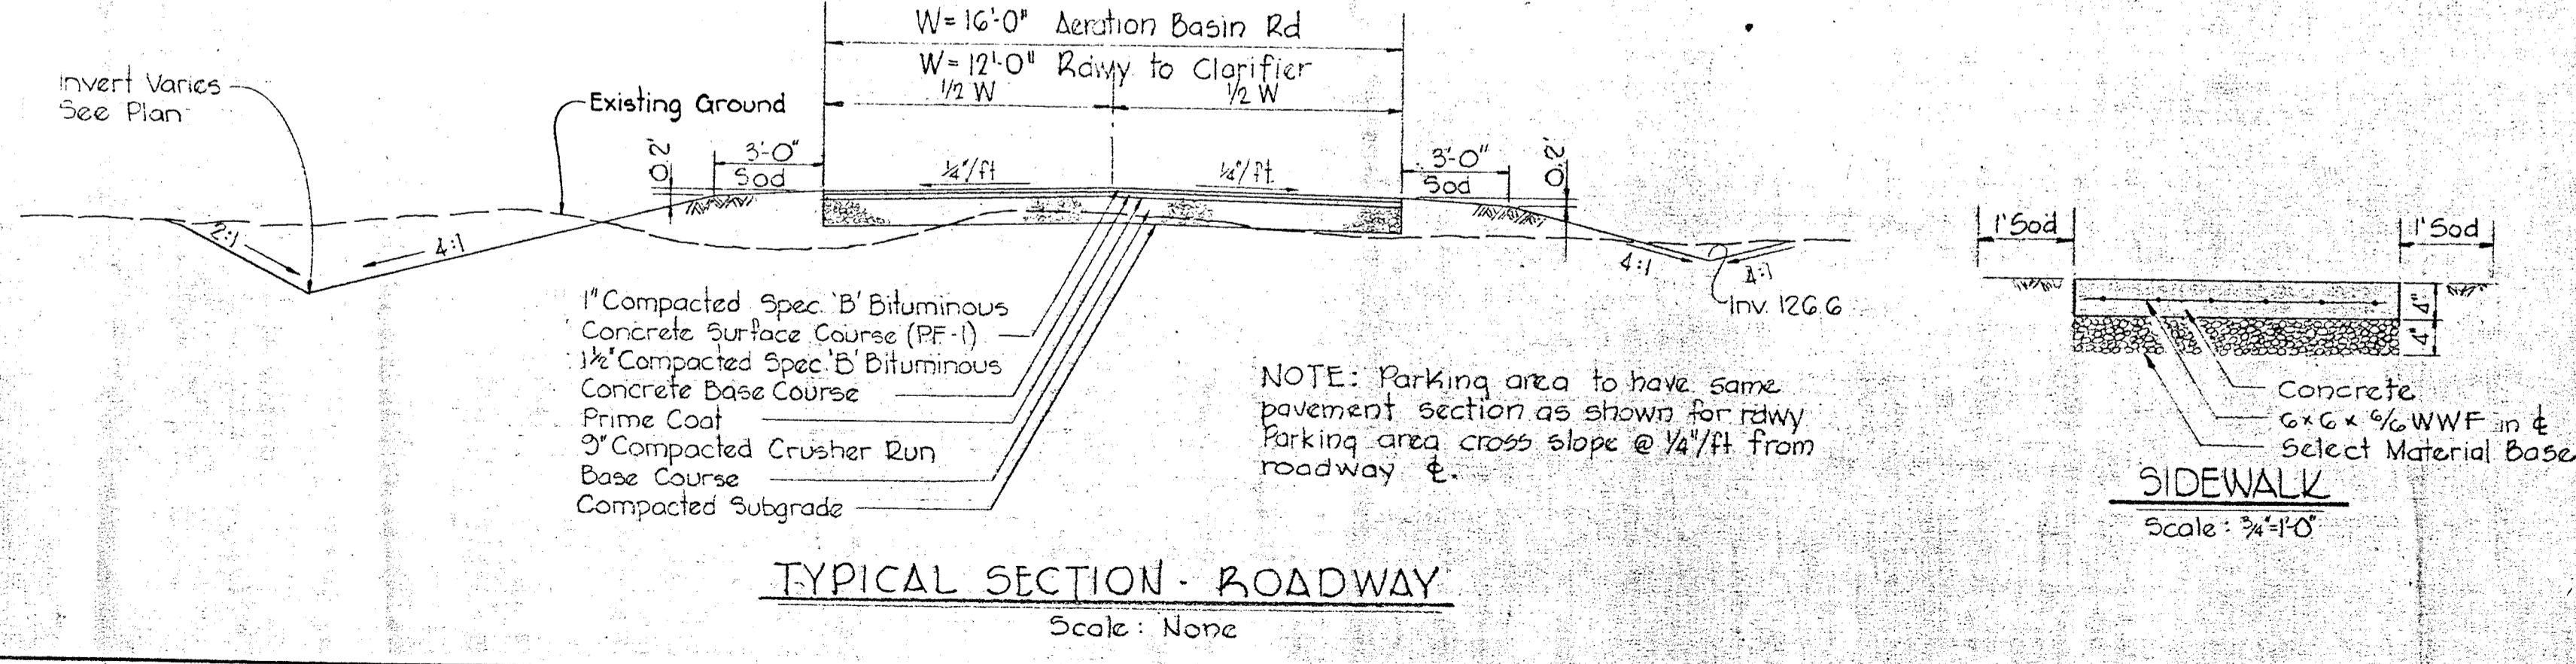 W=16'-0" Aeration Basin Rd
W=12'-0" Rdwy to Clarifier
1/2 W
1/2 W
Invert Varies
See Plan
Existing Ground
0.2'
3'-0"
Sod
1/4"/ft
1/4"/ft.
3'-0"
Sod
0.2'
2:1
4:1
4:1
4:1
Inv. 126.6
1" Compacted Spec. 'B' Bituminous
Concrete Surface Course (PF-1)
1½" Compacted Spec. 'B' Bituminous
Concrete Base Course
Prime Coat
9" Compacted Crusher Run
Base Course
Compacted Subgrade
NOTE: Parking area to have same
pavement section as shown for rdwy
Parking area cross slope @ 1/4"/ft from
roadway ℄.
TYPICAL SECTION - ROADWAY
Scale: None
1' Sod
1' Sod
4"
4"
Concrete
6x6x 6/6 WWF in ℄
Select Material Base
SIDEWALK
Scale: 3/4"=1'-0"